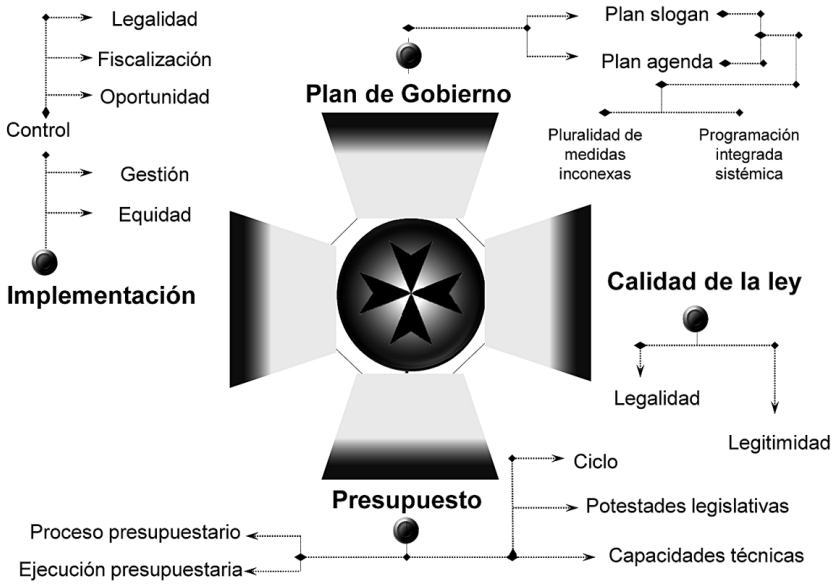 Legalidad
Fiscalización
Oportunidad
Control
Gestión
Equidad
Implementación
Plan de Gobierno
Plan slogan
Plan agenda
Pluralidad de
medidas
inconexas
Programación
integrada
sistémica
Calidad de la ley
Legalidad
Legitimidad
Presupuesto
Ciclo
Potestades legislativas
Capacidades técnicas
Proceso presupuestario
Ejecución presupuestaria